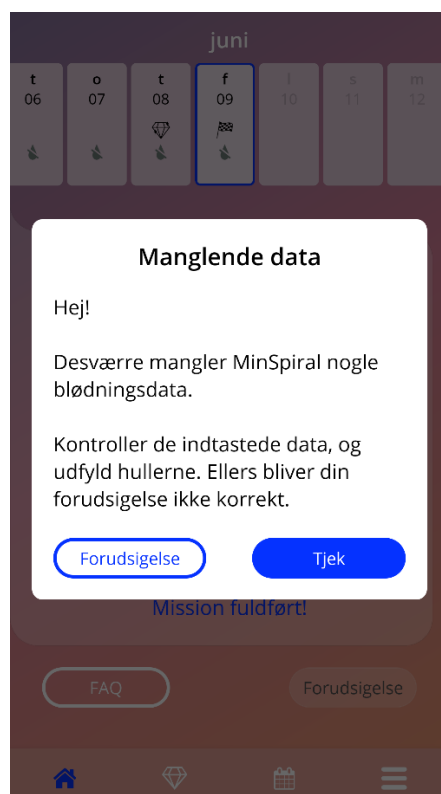 juni
t o t f l s m
06 07 08 09 10 11 12
Manglende data
Hej!
Desværre mangler MinSpiral nogle
blødningsdata.
Kontroller de indtastede data, og
udfyld hullerne. Ellers bliver din
forudsigelse ikke korrekt.
Forudsigelse Tjek
Mission fuldført!
FAQ Forudsigelse